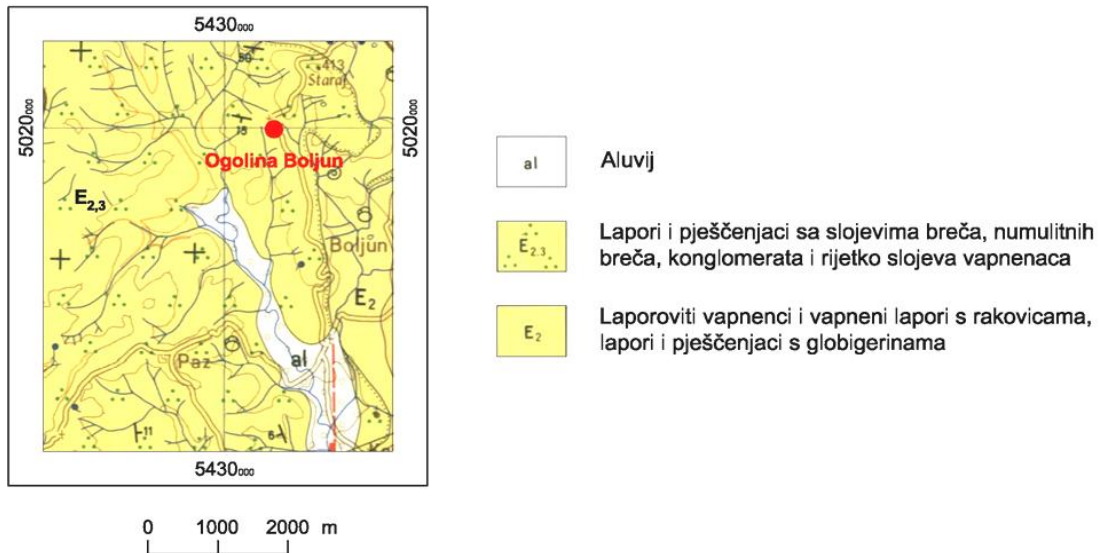 5430000
5020000
5020000
50
413
Staraj
15
Ogolina Boljun
E2,3
Boljun
E2
Paz
al
11
6
5430000
0 1000 2000 m
al
Aluvij
E2.3
Lapori i pješčenjaci sa slojevima breča, numulitnih
breča, konglomerata i rijetko slojeva vapnenaca
E2
Laporoviti vapnenci i vapneni lapori s rakovicama,
lapori i pješčenjaci s globigerinama